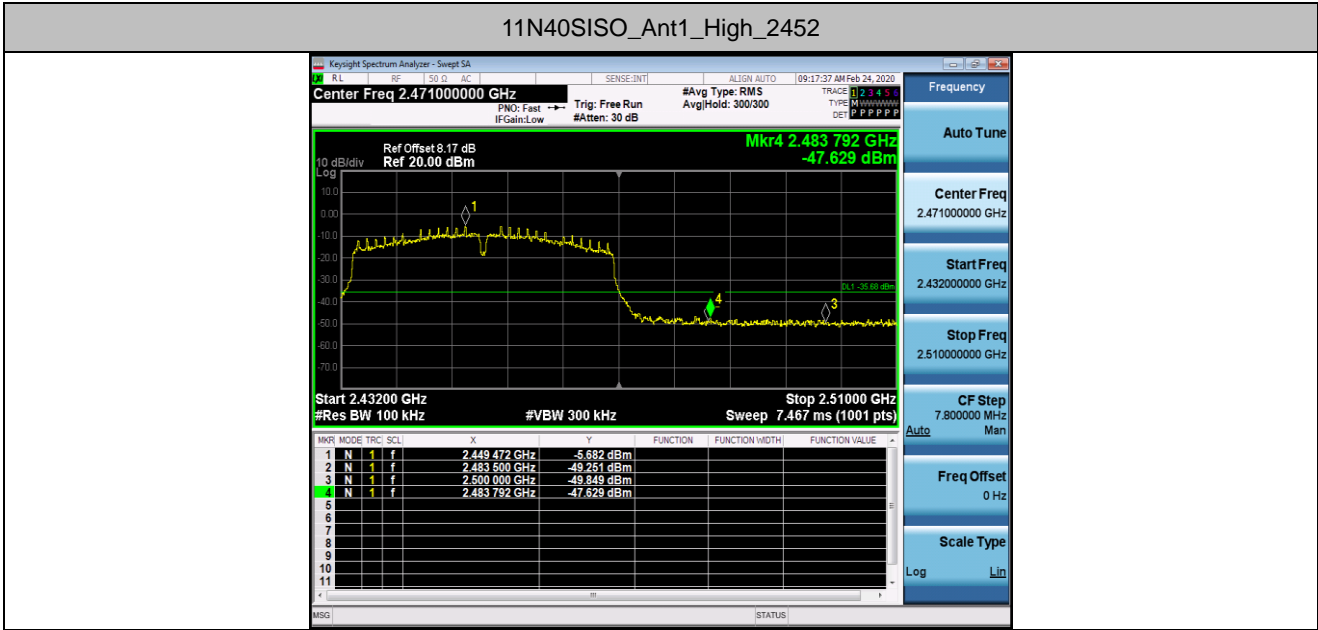 11N40SISO_Ant1_High_2452
Keysight Spectrum Analyzer - Swept SA
RL RF 50 Ω AC SENSE:INT ALIGN AUTO 09:17:37 AM Feb 24, 2020
Center Freq 2.471000000 GHz
PNO: Fast
IFGain:Low
Trig: Free Run
#Atten: 30 dB
#Avg Type: RMS
Avg|Hold: 300/300
TRACE 1 2 3 4 5 6
TYPE M WWWWW
DET P P P P P P
Frequency
Auto Tune
Center Freq
2.471000000 GHz
Start Freq
2.432000000 GHz
Stop Freq
2.510000000 GHz
CF Step
7.800000 MHz
Auto Man
Freq Offset
0 Hz
Scale Type
Log Lin
Mkr4 2.483 792 GHz
-47.629 dBm
Ref Offset 8.17 dB
10 dB/div Ref 20.00 dBm
Log
10.0
0.00
-10.0
-20.0
-30.0
-40.0
-50.0
-60.0
-70.0
1
DL1 -35.68 dBm
4
3
Start 2.43200 GHz Stop 2.51000 GHz
#Res BW 100 kHz #VBW 300 kHz Sweep 7.467 ms (1001 pts)
MKR MODE TRC SCL X Y FUNCTION FUNCTION WIDTH FUNCTION VALUE
1 N 1 f 2.449 472 GHz -5.682 dBm
2 N 1 f 2.483 500 GHz -49.251 dBm
3 N 1 f 2.500 000 GHz -49.849 dBm
4 N 1 f 2.483 792 GHz -47.629 dBm
5
6
7
8
9
10
11
MSG STATUS